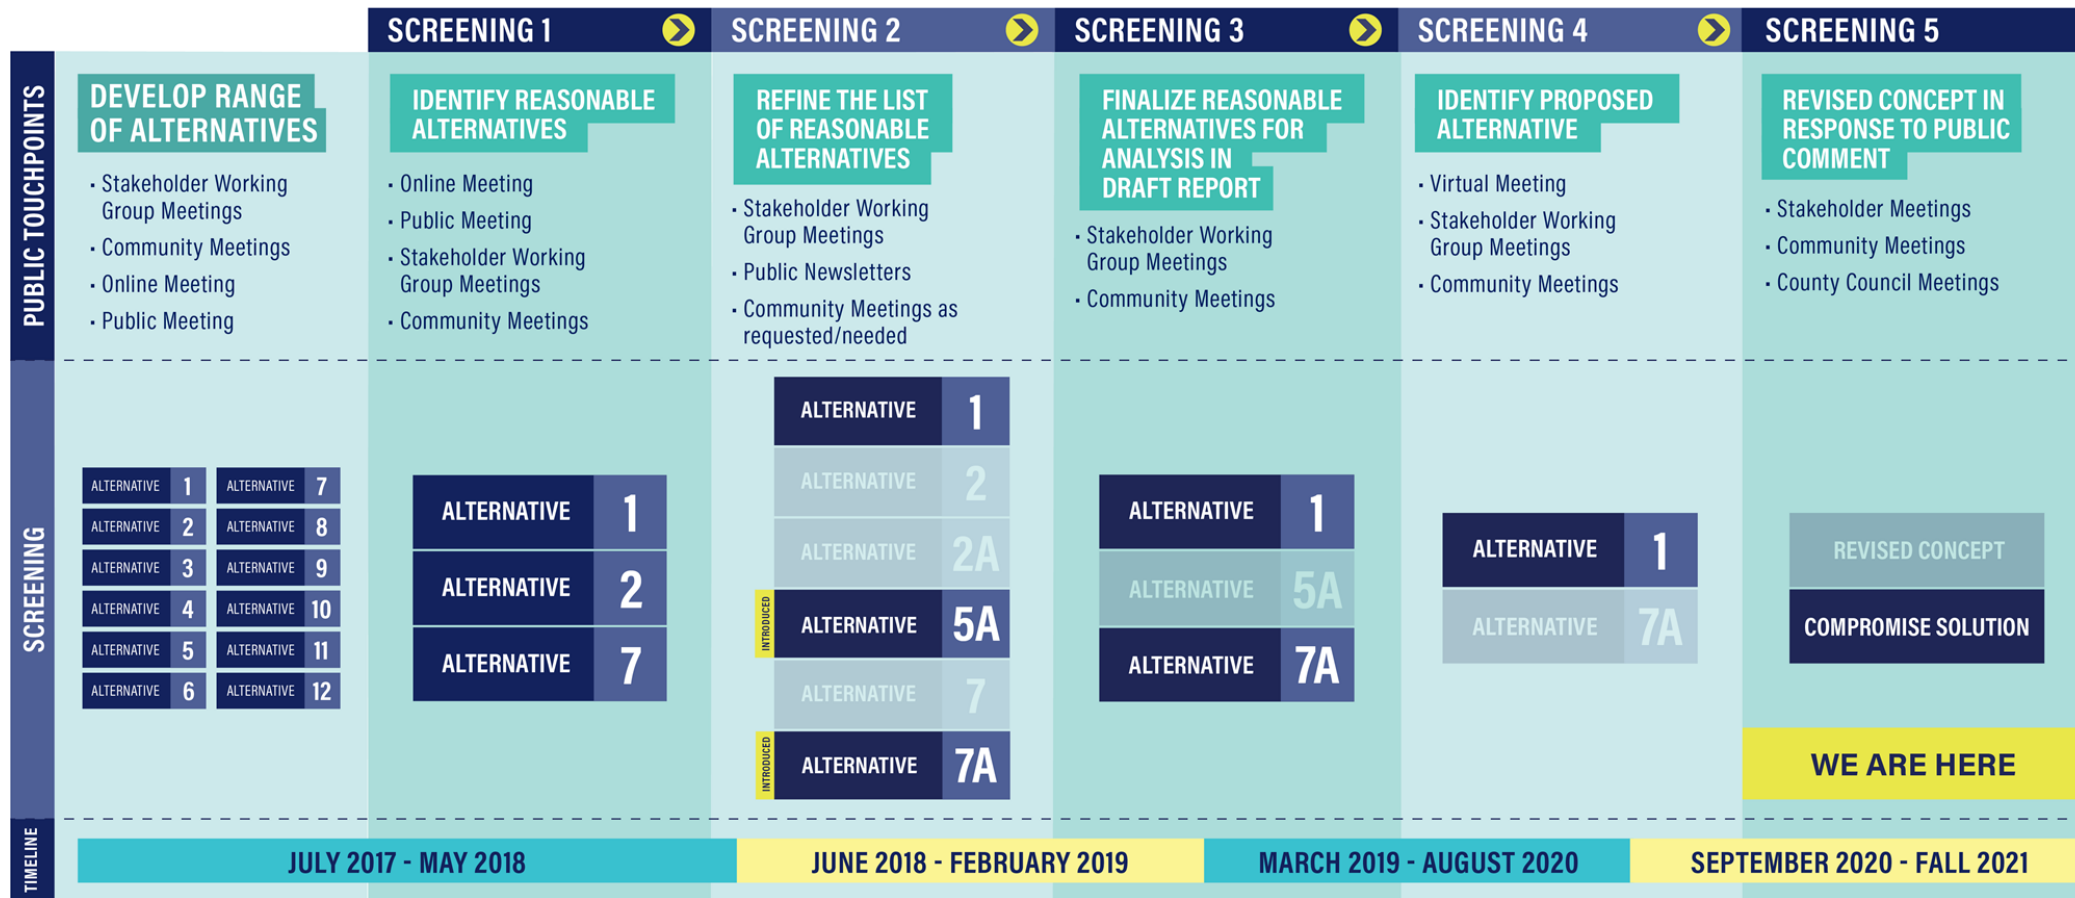 SCREENING 1
SCREENING 2
SCREENING 3
SCREENING 4
SCREENING 5
PUBLIC TOUCHPOINTS
DEVELOP RANGE
OF ALTERNATIVES
· Stakeholder Working
Group Meetings
· Community Meetings
· Online Meeting
· Public Meeting
IDENTIFY REASONABLE
ALTERNATIVES
· Online Meeting
· Public Meeting
· Stakeholder Working
Group Meetings
· Community Meetings
REFINE THE LIST
OF REASONABLE
ALTERNATIVES
· Stakeholder Working
Group Meetings
· Public Newsletters
· Community Meetings as
requested/needed
FINALIZE REASONABLE
ALTERNATIVES FOR
ANALYSIS IN
DRAFT REPORT
· Stakeholder Working
Group Meetings
· Community Meetings
IDENTIFY PROPOSED
ALTERNATIVE
· Virtual Meeting
· Stakeholder Working
Group Meetings
· Community Meetings
REVISED CONCEPT IN
RESPONSE TO PUBLIC
COMMENT
· Stakeholder Meetings
· Community Meetings
· County Council Meetings
SCREENING
ALTERNATIVE 1
ALTERNATIVE 2
ALTERNATIVE 3
ALTERNATIVE 4
ALTERNATIVE 5
ALTERNATIVE 6
ALTERNATIVE 7
ALTERNATIVE 8
ALTERNATIVE 9
ALTERNATIVE 10
ALTERNATIVE 11
ALTERNATIVE 12
ALTERNATIVE 1
ALTERNATIVE 2
ALTERNATIVE 7
ALTERNATIVE 1
ALTERNATIVE 2
ALTERNATIVE 2A
INTRODUCED
ALTERNATIVE 5A
ALTERNATIVE 7
INTRODUCED
ALTERNATIVE 7A
ALTERNATIVE 1
ALTERNATIVE 5A
ALTERNATIVE 7A
ALTERNATIVE 1
ALTERNATIVE 7A
REVISED CONCEPT
COMPROMISE SOLUTION
WE ARE HERE
TIMELINE
JULY 2017 - MAY 2018
JUNE 2018 - FEBRUARY 2019
MARCH 2019 - AUGUST 2020
SEPTEMBER 2020 - FALL 2021